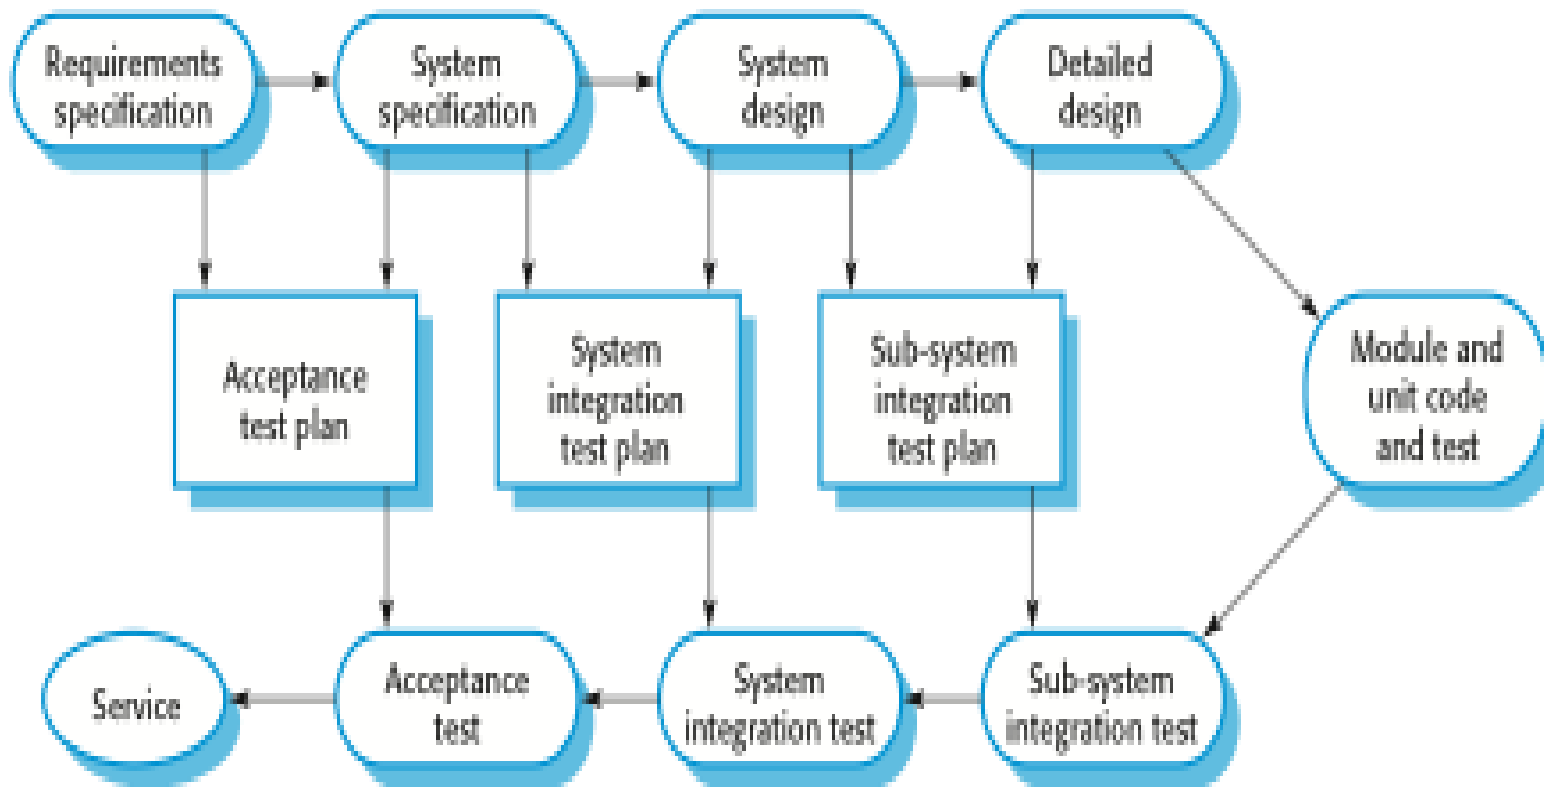 Requirements
specification
System
specification
System
design
Detailed
design
Acceptance
test plan
System
integration
test plan
Sub-system
integration
test plan
Module and
unit code
and test
Service
Acceptance
test
System
integration test
Sub-system
integration test